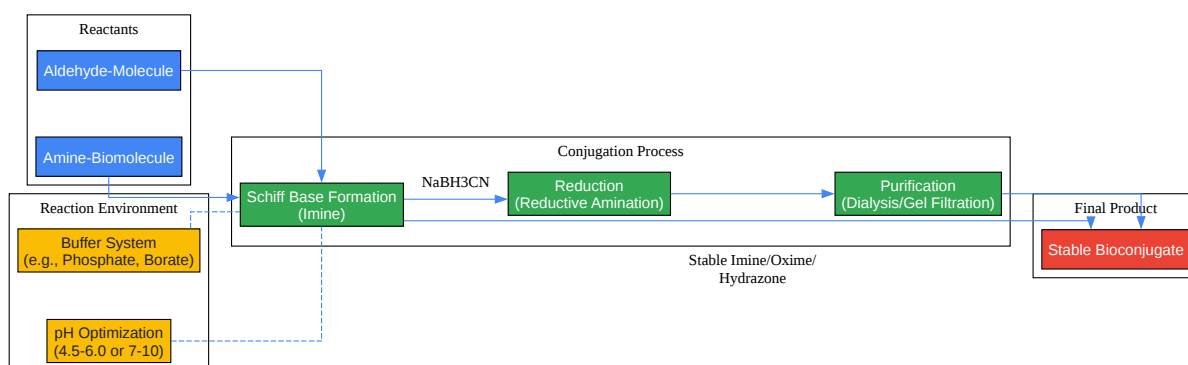 Reactants
Aldehyde-Molecule
Amine-Biomolecule
Reaction Environment
Buffer System
(e.g., Phosphate, Borate)
pH Optimization
(4.5-6.0 or 7-10)
Conjugation Process
Schiff Base Formation
(Imine)
NaBH3CN
Reduction
(Reductive Amination)
Purification
(Dialysis/Gel Filtration)
Stable Imine/Oxime/
Hydrazone
Final Product
Stable Bioconjugate